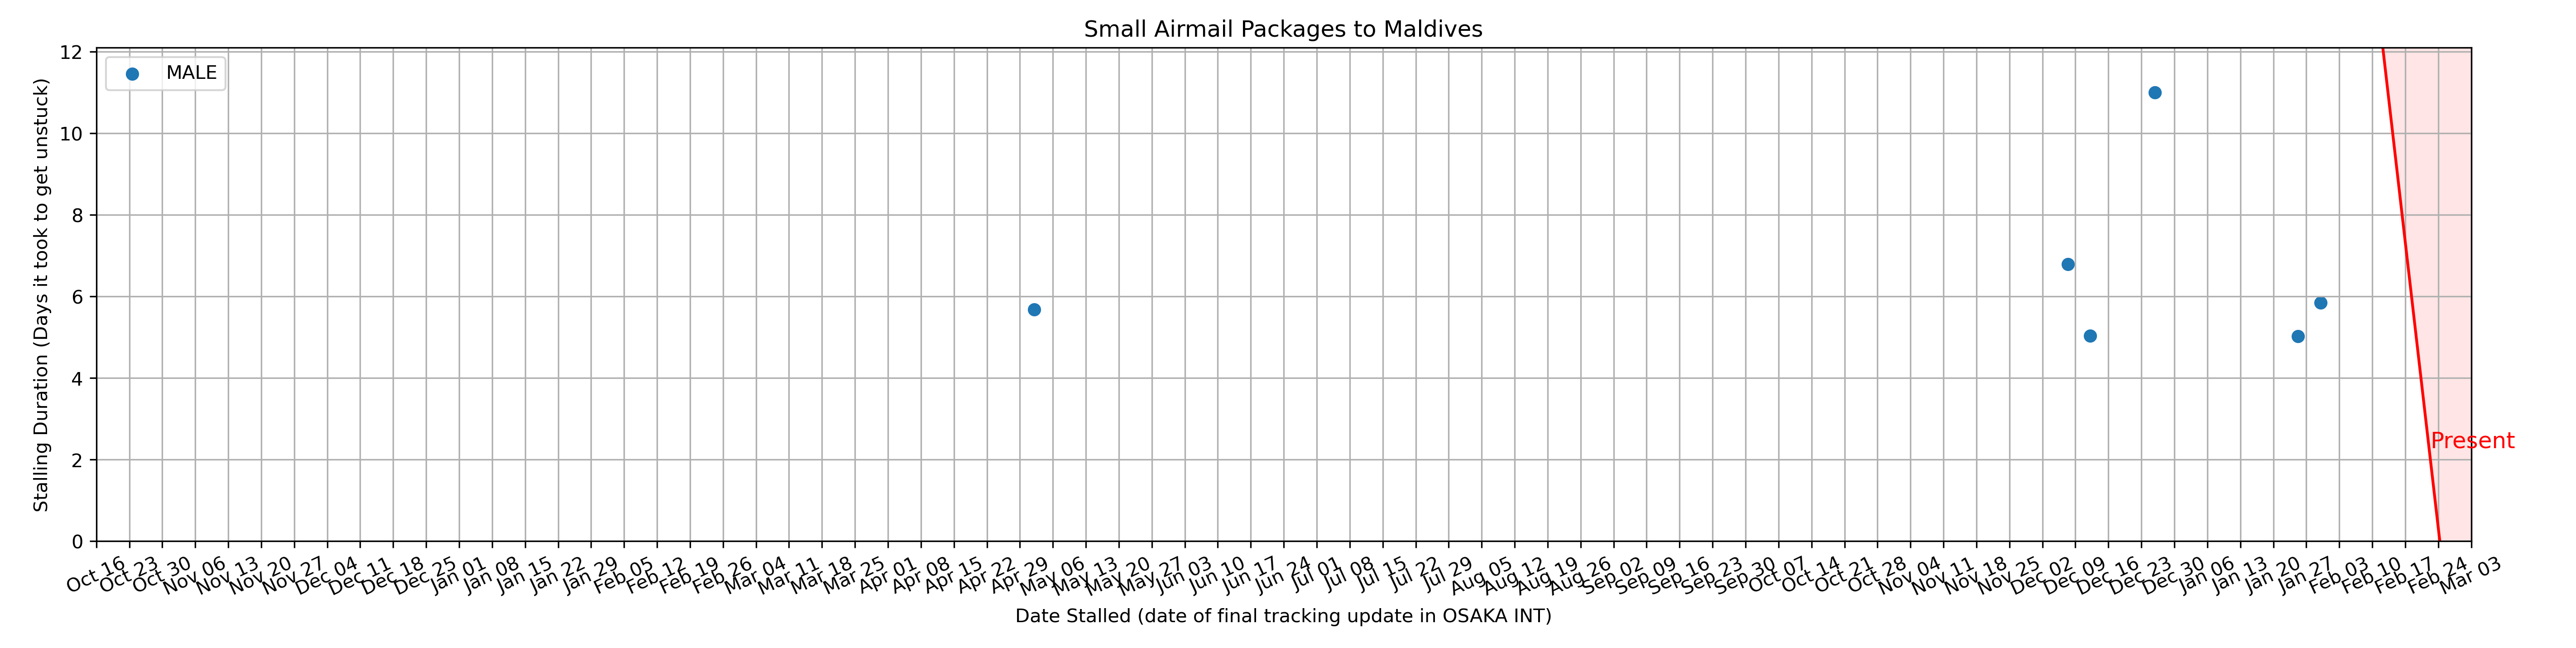 Small Airmail Packages to Maldives
MALE
Stalling Duration (Days it took to get unstuck)
12
10
8
6
4
2
0
Present
Oct 16 Oct 23 Oct 30 Nov 06 Nov 13 Nov 20 Nov 27 Dec 04 Dec 11 Dec 18 Dec 25 Jan 01 Jan 08 Jan 15 Jan 22 Jan 29 Feb 05 Feb 12 Feb 19 Feb 26 Mar 04 Mar 11 Mar 18 Mar 25 Apr 01 Apr 08 Apr 15 Apr 22 Apr 29 May 06 May 13 May 20 May 27 Jun 03 Jun 10 Jun 17 Jun 24 Jul 01 Jul 08 Jul 15 Jul 22 Jul 29 Aug 05 Aug 12 Aug 19 Aug 26 Sep 02 Sep 09 Sep 16 Sep 23 Sep 30 Oct 07 Oct 14 Oct 21 Oct 28 Nov 04 Nov 11 Nov 18 Nov 25 Dec 02 Dec 09 Dec 16 Dec 23 Dec 30 Jan 06 Jan 13 Jan 20 Jan 27 Feb 03 Feb 10 Feb 17 Feb 24 Mar 03
Date Stalled (date of final tracking update in OSAKA INT)